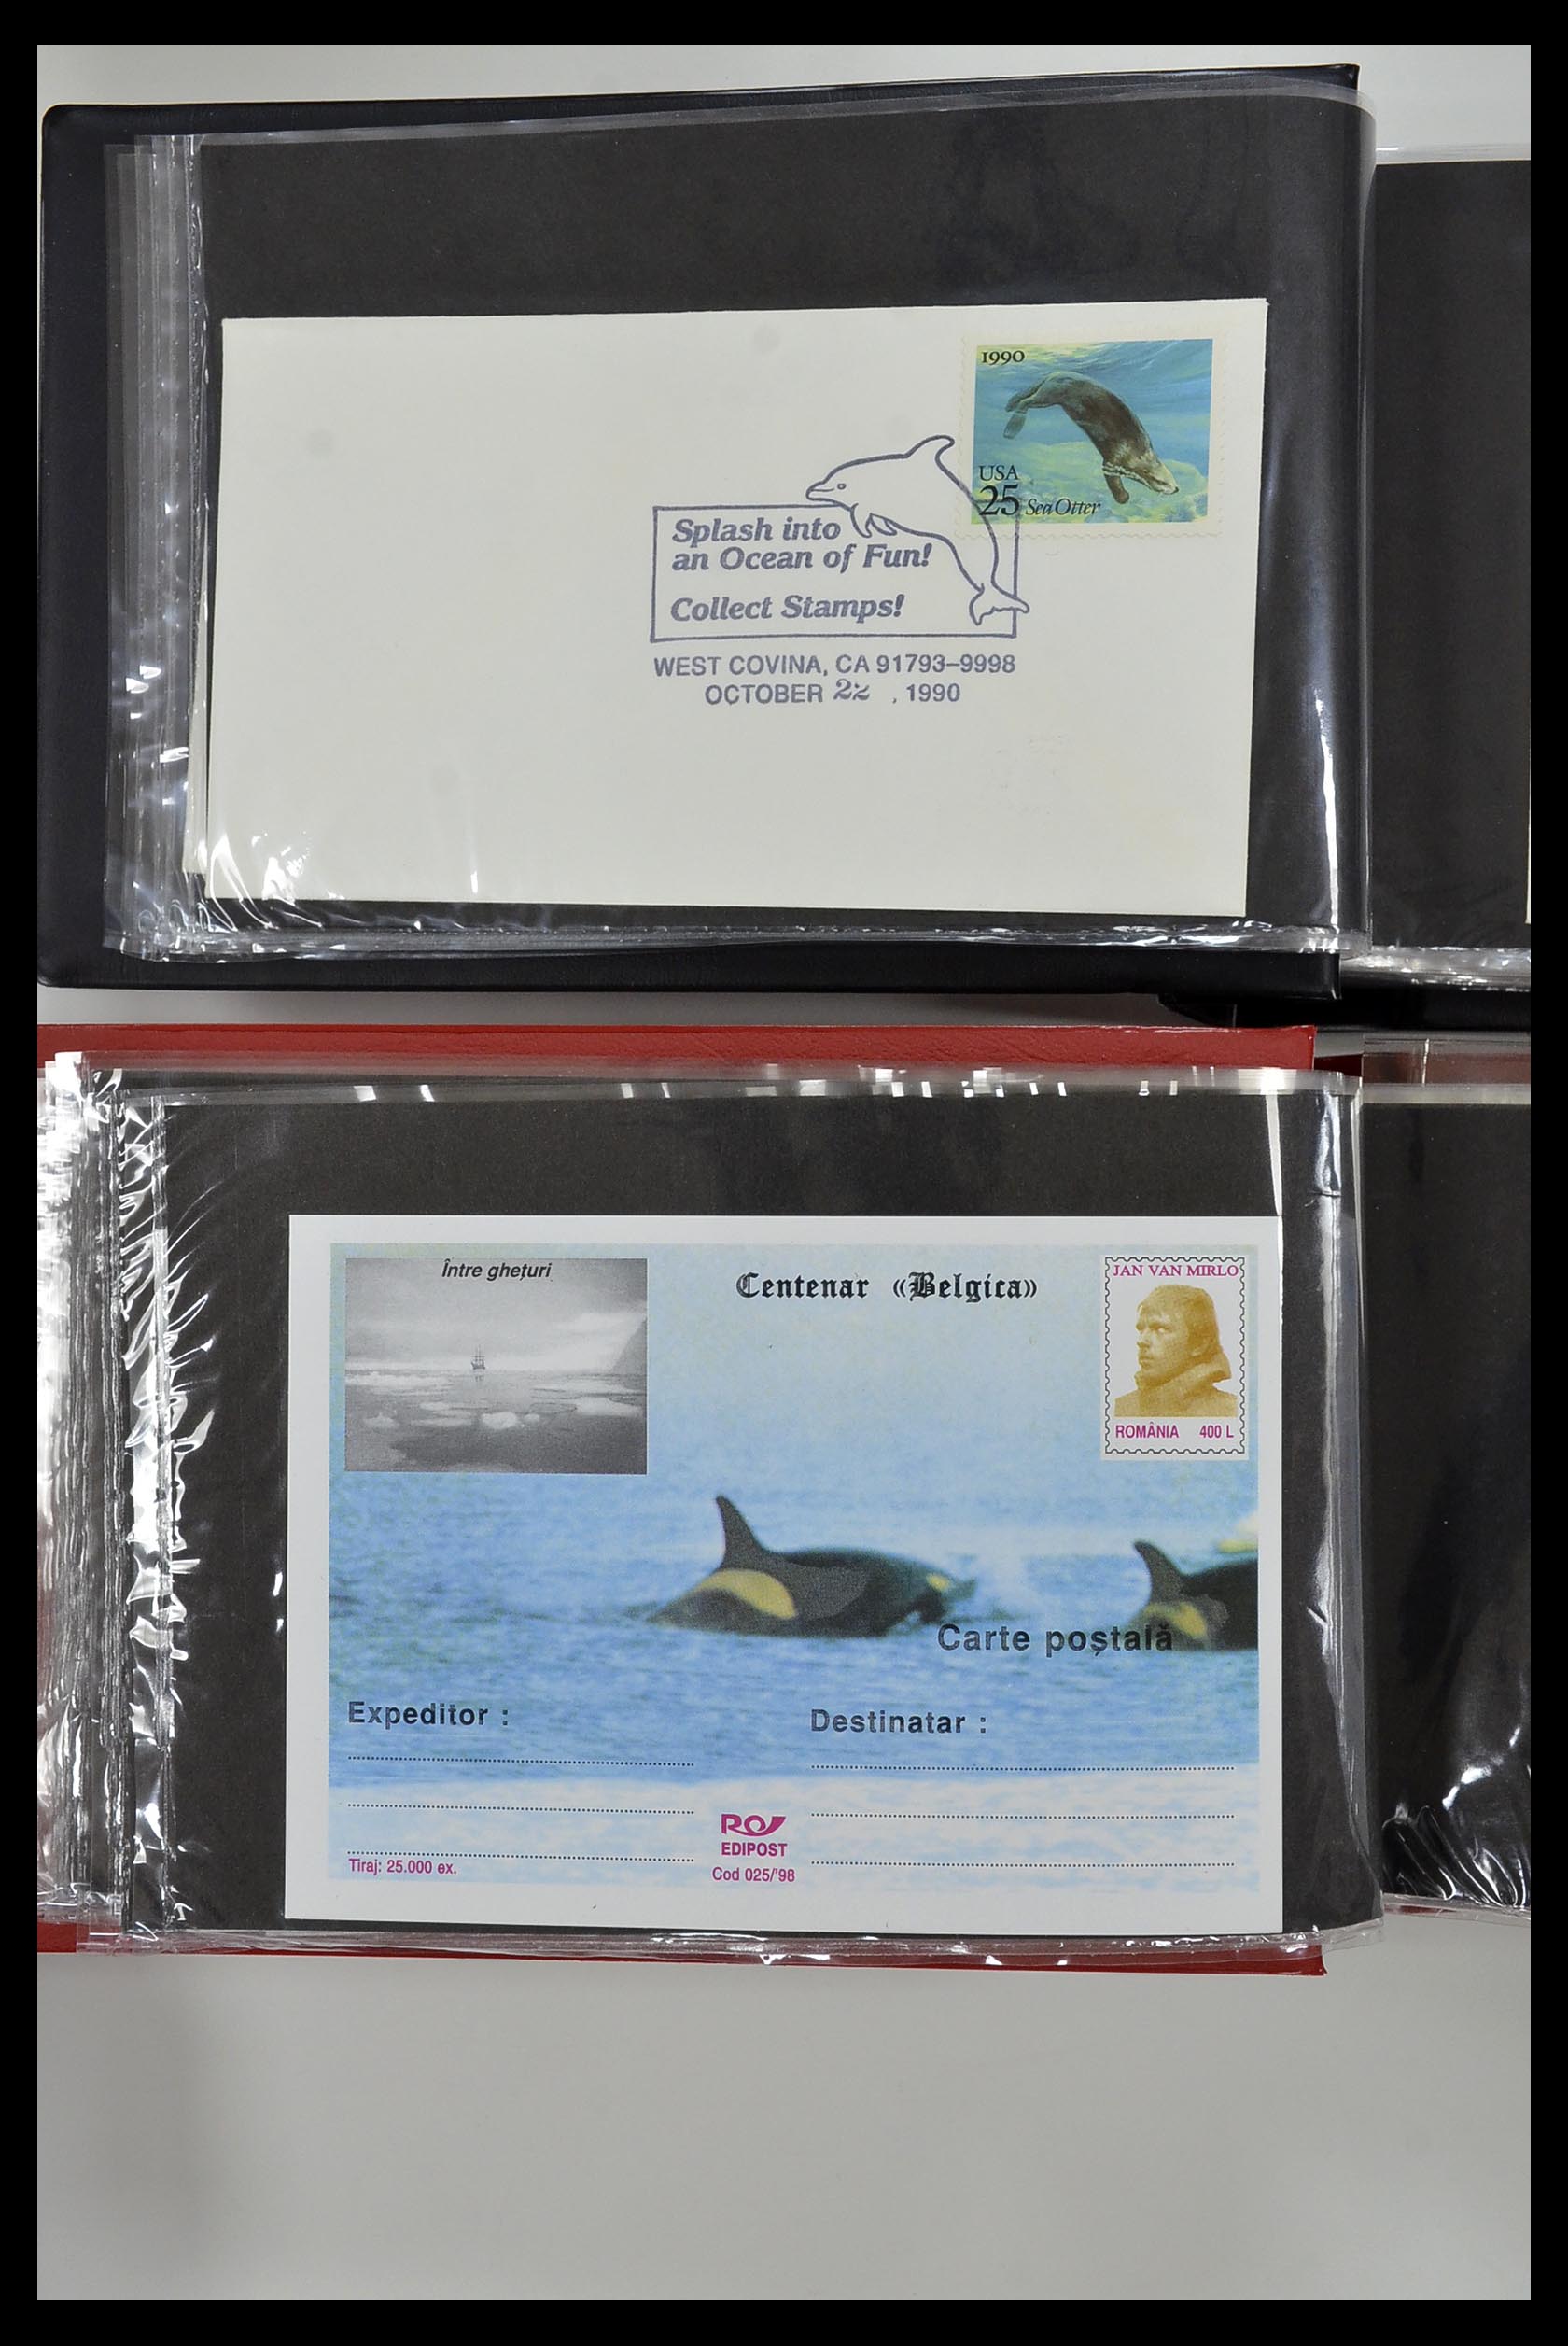 1990
USA
25 Sea Otter
Splash into
an Ocean of Fun!
Collect Stamps!
WEST COVINA, CA 91793–9998
OCTOBER 22 , 1990
Între ghețuri
Centenar «Belgica»
JAN VAN MIRLO
ROMÂNIA 400 L
Carte poștală
Expeditor :
Destinatar :
EDIPOST
Tiraj: 25.000 ex.
Cod 025/'98